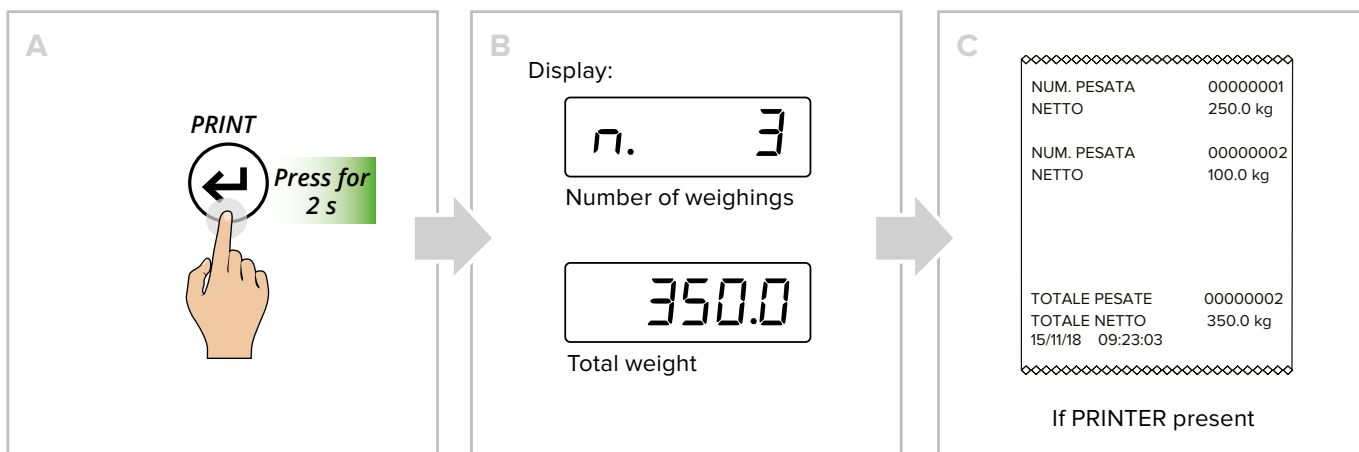 A
PRINT
Press for
2 s
B
Display:
n. 3
Number of weighings
350.0
Total weight
C
NUM. PESATA 00000001
NETTO 250.0 kg
NUM. PESATA 00000002
NETTO 100.0 kg
TOTALE PESATE 00000002
TOTALE NETTO 350.0 kg
15/11/18 09:23:03
If PRINTER present